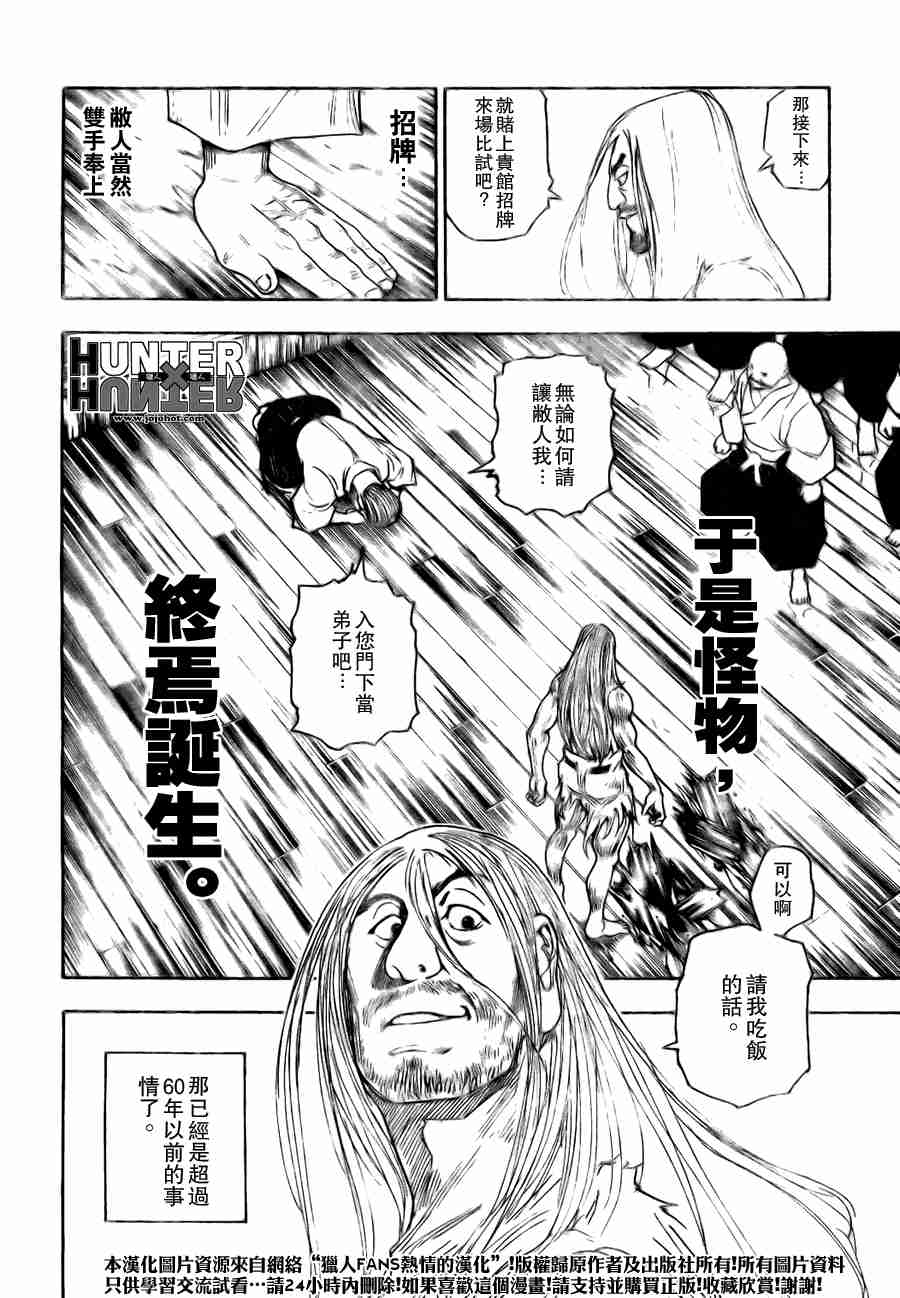 那接下來…
就賭上貴館招牌
來場比試吧?
招牌…
敝人當然
雙手奉上
HUNTER
×
HUNTER
www.jojohot.com
無論如何請
讓敝人我…
入您門下當
弟子吧…
于是怪物，
終焉誕生。
可以啊
請我吃飯
的話。
那已經是超過
60年以前的事
情了。
本漢化圖片資源來自網絡“獵人FANS熱情的漢化”!版權歸原作者及出版社所有!所有圖片資料
只供學習交流試看…請24小時內刪除!如果喜歡這個漫畫!請支持並購買正版!收藏欣賞!謝謝!